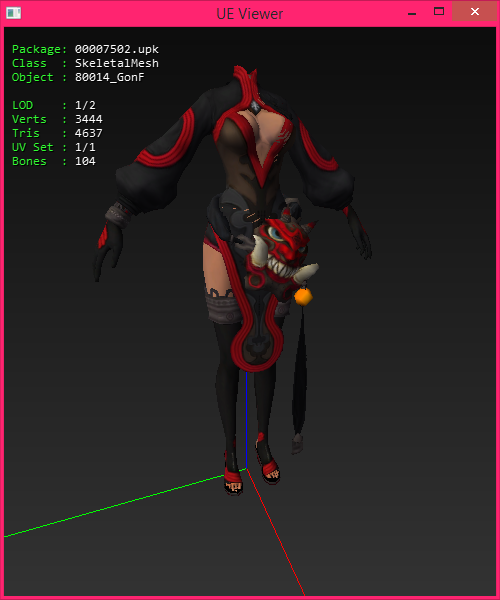 UE Viewer
Package: 00007502.upk
Class  : SkeletalMesh
Object : 80014_GonF
LOD    : 1/2
Verts  : 3444
Tris   : 4637
UV Set : 1/1
Bones  : 104